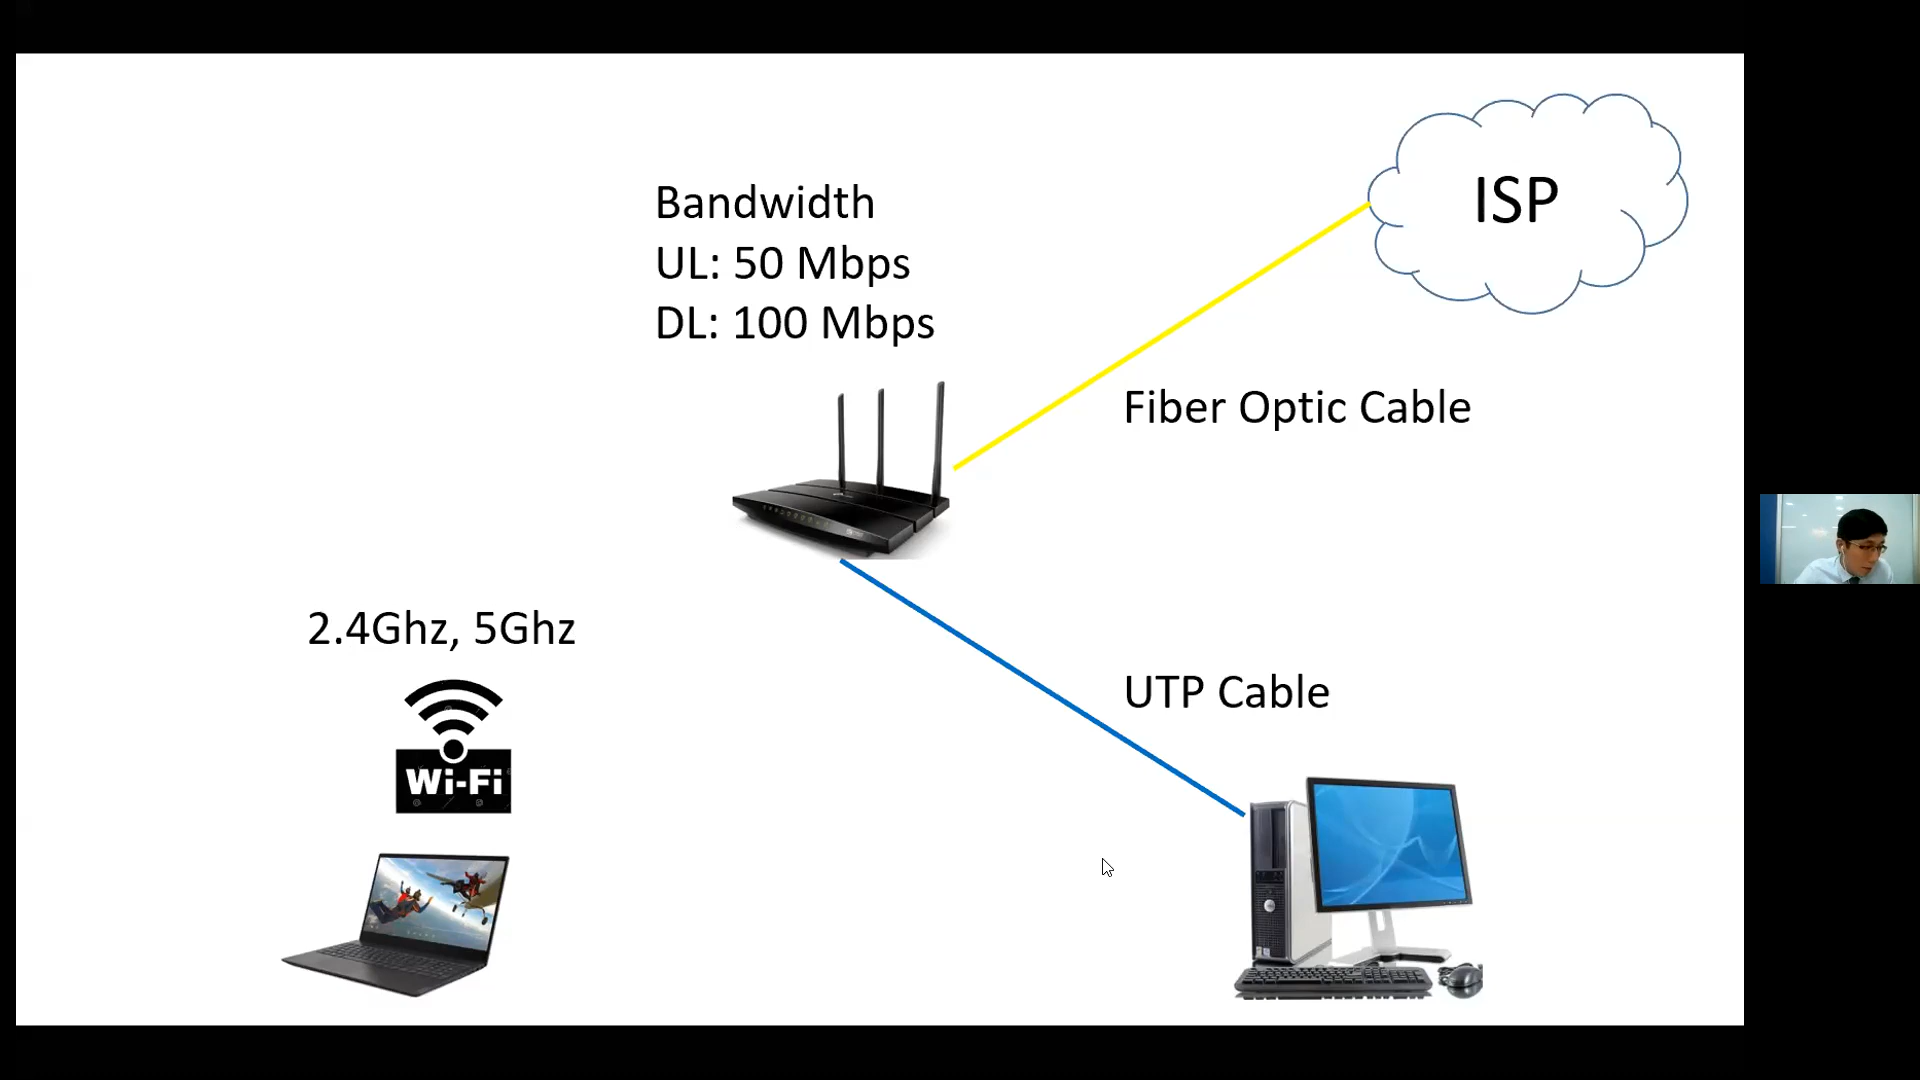 ISP
Bandwidth
UL: 50 Mbps
DL: 100 Mbps
Fiber Optic Cable
2.4Ghz, 5Ghz
UTP Cable
Wi-Fi